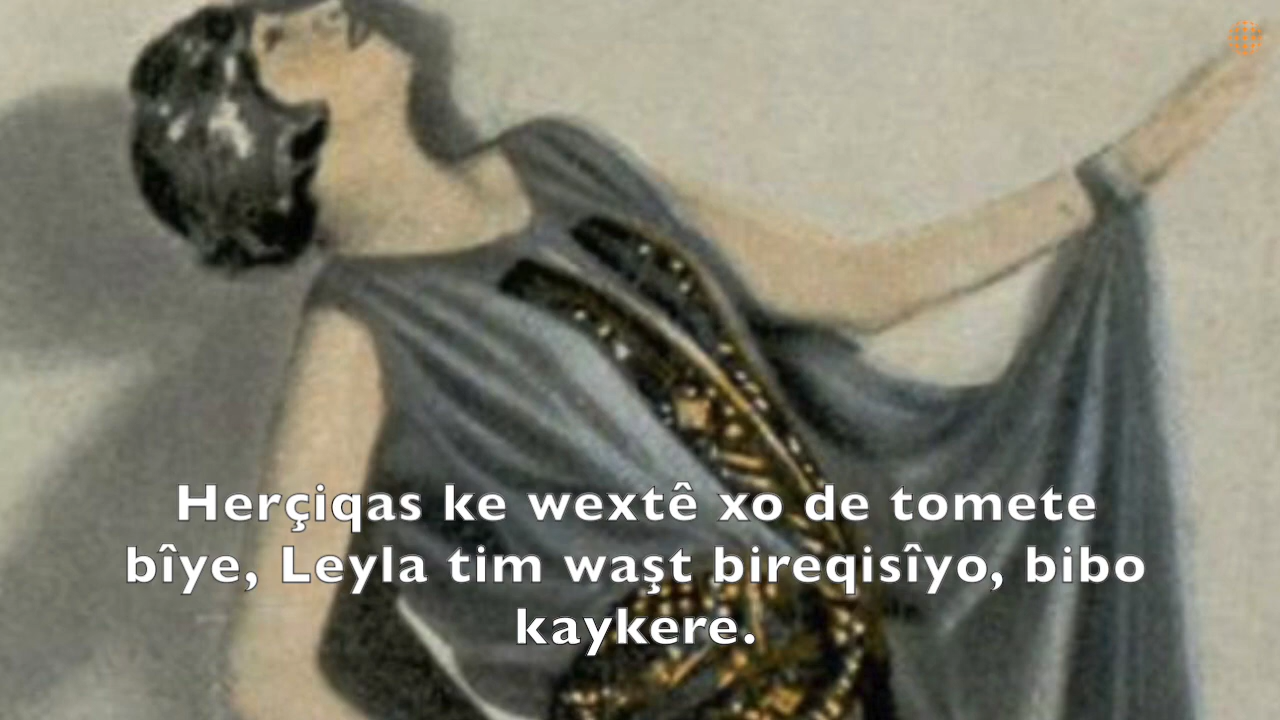 Herçiqas ke wextê xo de tomete
bîye, Leyla tim waşt bireqisîyo, bibo
kaykere.